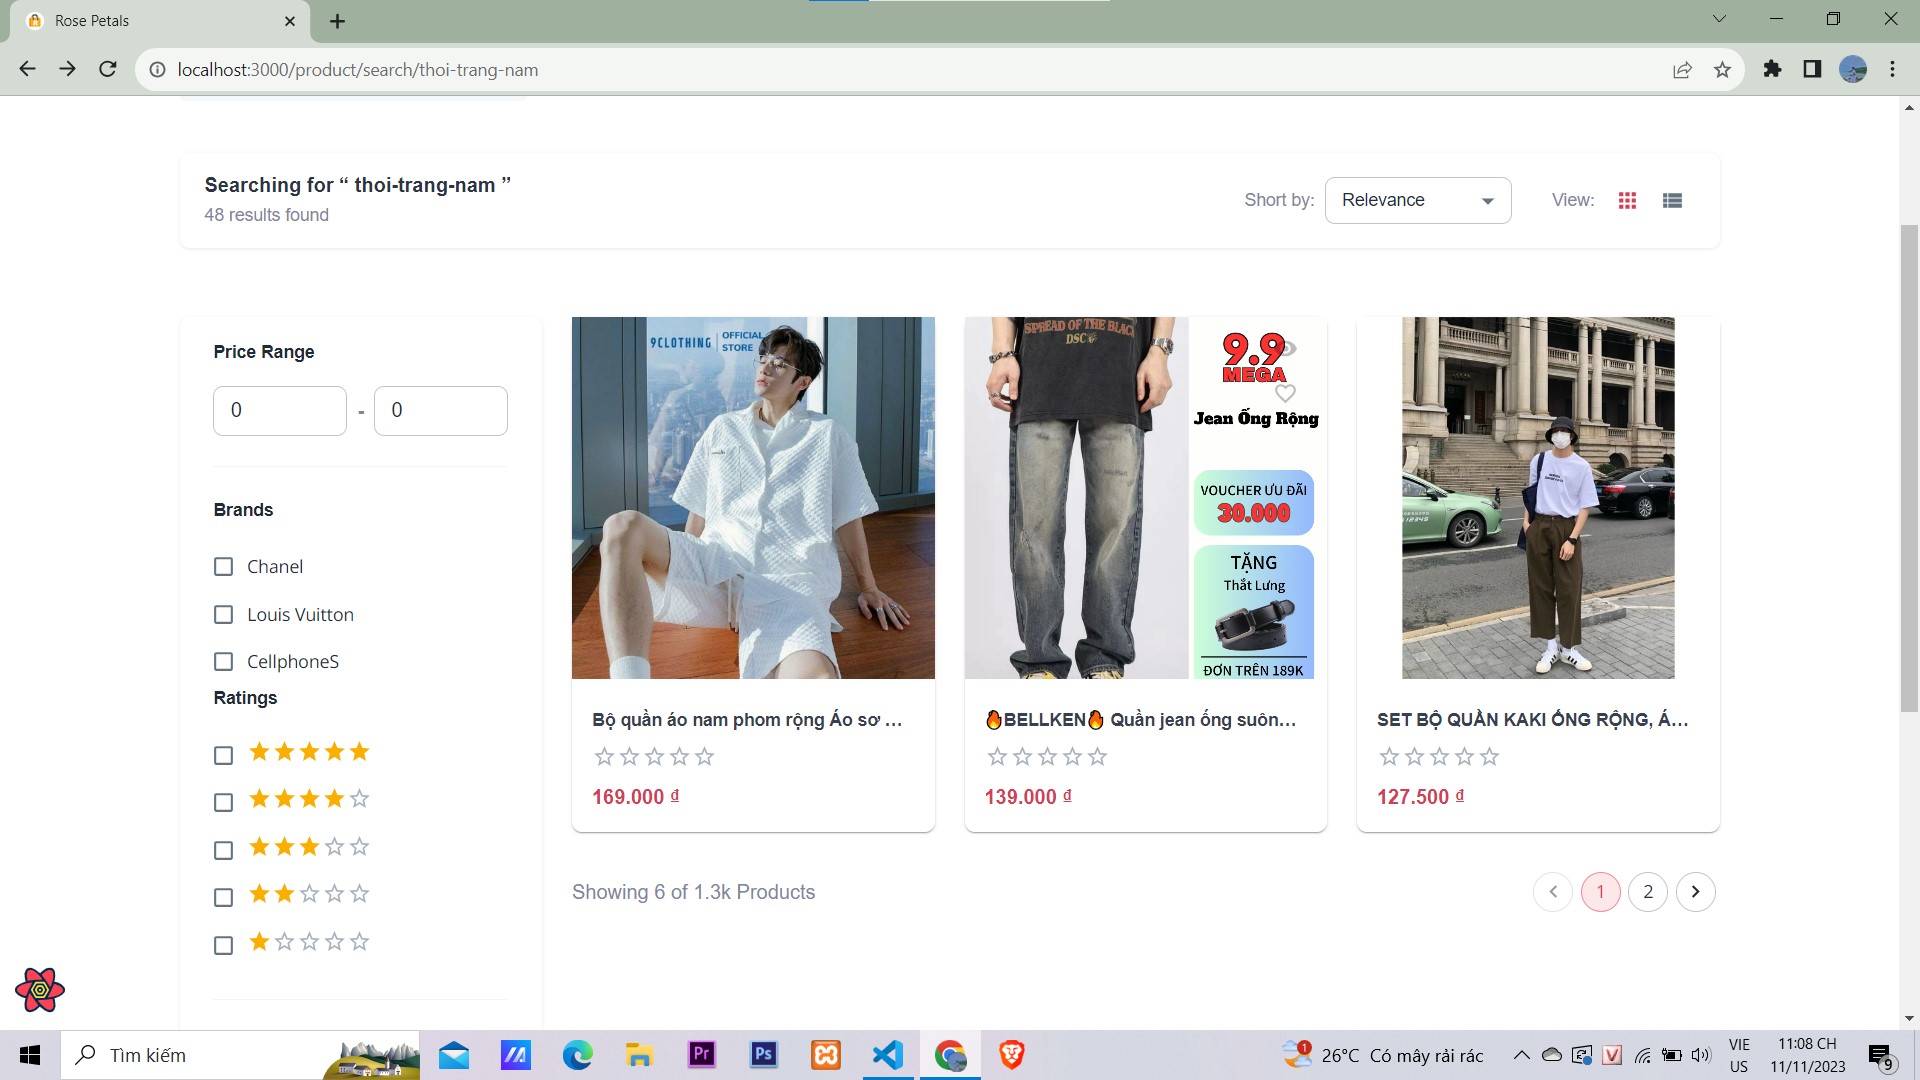 Rose Petals
localhost:3000/product/search/thoi-trang-nam
Searching for “ thoi-trang-nam ”
48 results found
Short by:
Relevance
View:
Price Range
0 - 0
Brands
Chanel
Louis Vuitton
CellphoneS
Ratings
9CLOTHING OFFICIAL STORE
Bộ quần áo nam phom rộng Áo sơ ...
169.000 ₫
SPREAD OF THE BLAC
DSC
9.9
MEGA
Jean Ống Rộng
VOUCHER ƯU ĐÃI
30.000
TẶNG
Thắt Lưng
ĐƠN TRÊN 189K
🔥BELLKEN🔥 Quần jean ống suôn...
139.000 ₫
SET BỘ QUẦN KAKI ỐNG RỘNG, Á...
127.500 ₫
Showing 6 of 1.3k Products
1
2
Tìm kiếm
Pr
Ps
1
26°C Có mây rải rác
V
VIE
US
11:08 CH
11/11/2023
9